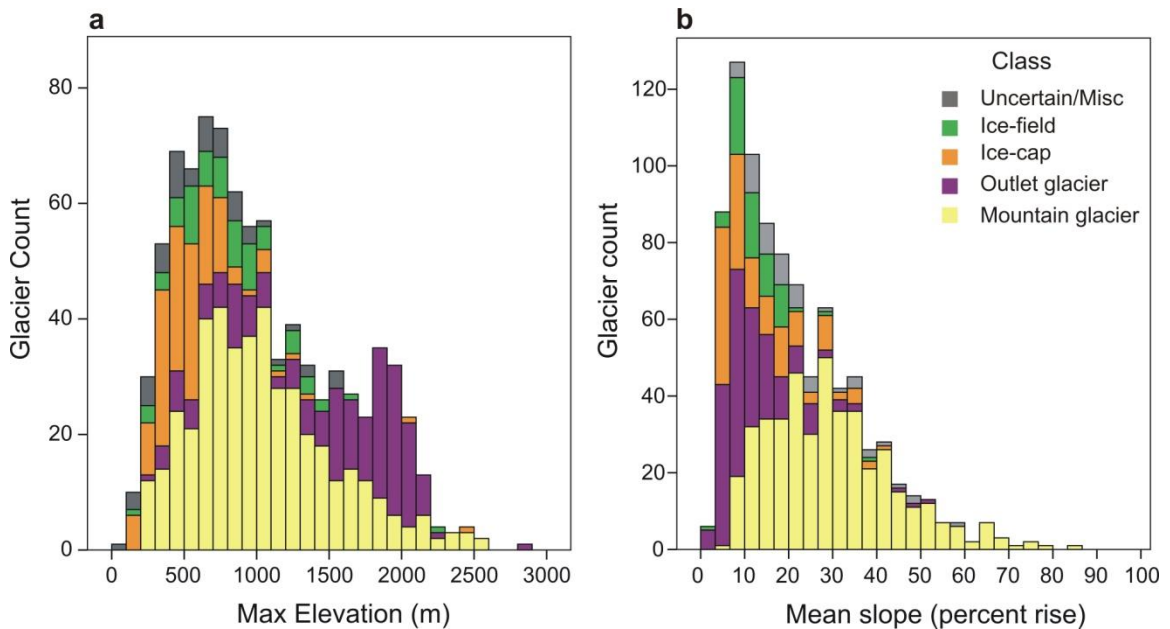 a
80
60
40
20
0
Glacier Count
0 500 1000 1500 2000 2500 3000
Max Elevation (m)
b
120
100
80
60
40
20
0
Glacier count
Class
Uncertain/Misc
Ice-field
Ice-cap
Outlet glacier
Mountain glacier
0 10 20 30 40 50 60 70 80 90 100
Mean slope (percent rise)